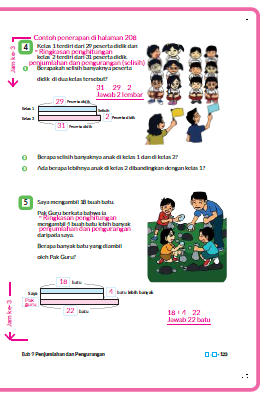 Contoh penerapan di halaman 208
Jam ke-3
4
Kelas 1 terdiri dari 29 peserta didik dan
* Ringkasan penghitungan
kelas 2 terdiri dari 31 peserta didik.
penjumlahan dan pengurangan (selisih)
Berapakah selisih banyaknya peserta
didik di dua kelas tersebut?
31 29 2
Jawab 2 lembar
29 Peserta didik
Kelas 1
Selisih
Kelas 2
2 Peserta didik
31 Peserta didik
Berapa selisih banyaknya anak di kelas 1 dan di kelas 2?
Ada berapa lebihnya anak di kelas 2 dibandingkan dengan kelas 1?
5
Saya mengambil 18 buah batu.
Pak Guru berkata bahwa ia
* Ringkasan penghitungan
mengambil 4 buah batu lebih banyak
penjumlahan dan pengurangan
daripada saya.
Berapa banyak batu yang diambil
oleh Pak Guru?
Jam ke-3
18 batu
Saya
4 batu lebih banyak
Pak guru
22 batu
18 + 4 22
Jawab 22 batu
Bab 9 Penjumlahan dan Pengurangan